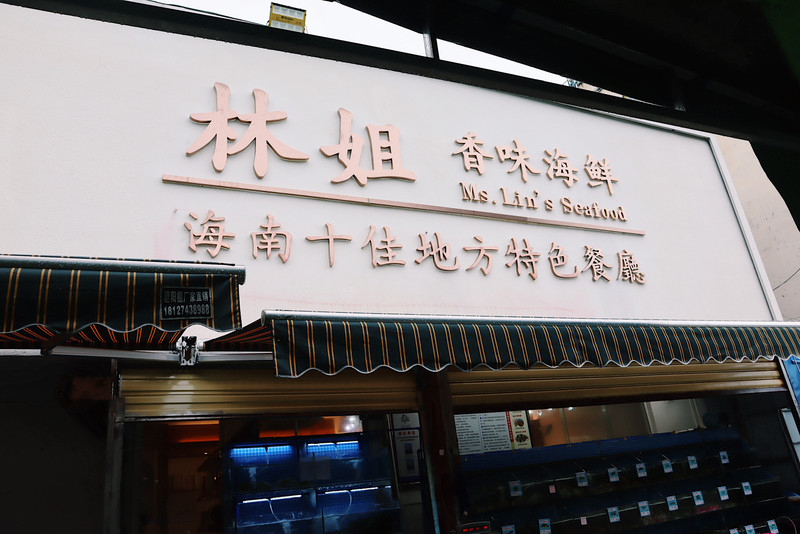 林姐 香味海鲜
Ms. Lin's Seafood
海南十佳地方特色餐廳
18127438988